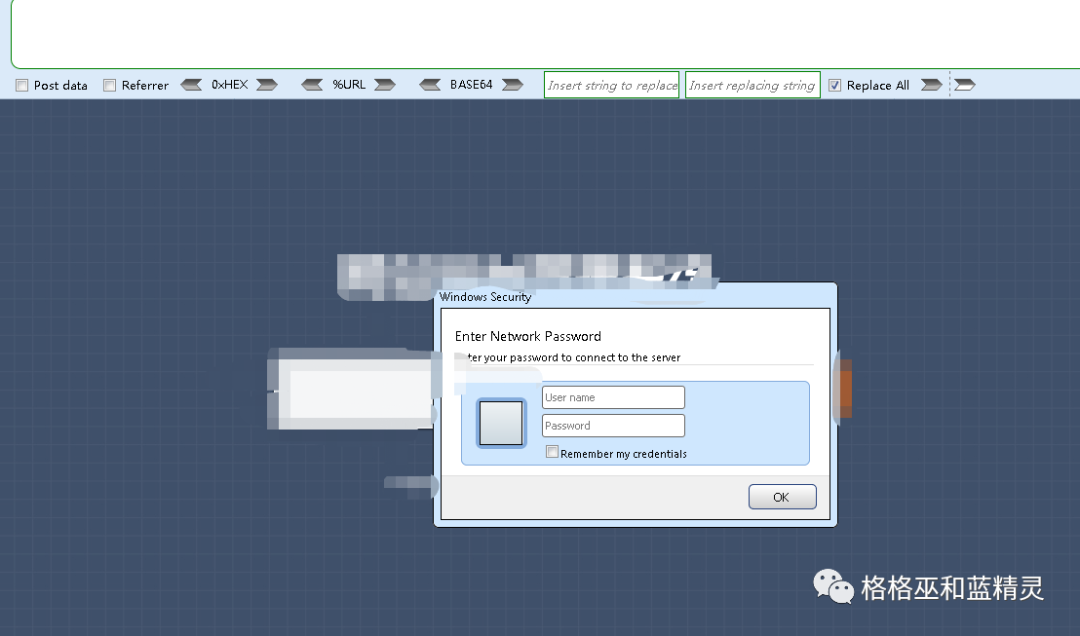 Post data Referrer 0xHEX %URL BASE64 Insert string to replace Insert replacing string Replace All
Windows Security
Enter Network Password
ter your password to connect to the server
User name
Password
Remember my credentials
OK
格格巫和蓝精灵